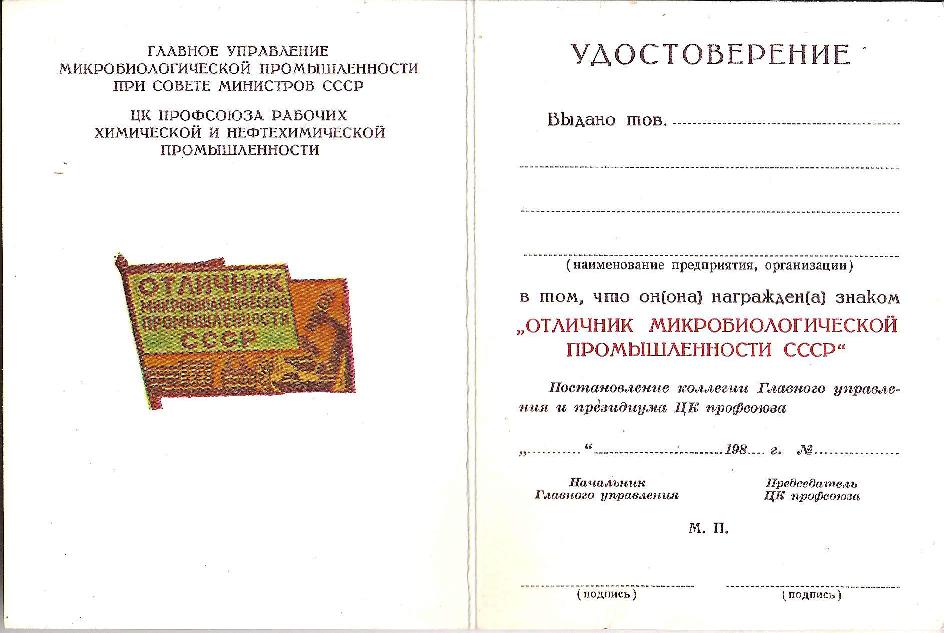 ГЛАВНОЕ УПРАВЛЕНИЕ
МИКРОБИОЛОГИЧЕСКОЙ ПРОМЫШЛЕННОСТИ
ПРИ СОВЕТЕ МИНИСТРОВ СССР
ЦК ПРОФСОЮЗА РАБОЧИХ
ХИМИЧЕСКОЙ И НЕФТЕХИМИЧЕСКОЙ
ПРОМЫШЛЕННОСТИ
ОТЛИЧНИК
МИКРОБИОЛОГИЧЕСКОЙ
ПРОМЫШЛЕННОСТИ
СССР
УДОСТОВЕРЕНИЕ
Выдано тов.
(наименование предприятия, организации)
в том, что он(она) награжден(а) знаком
„ОТЛИЧНИК МИКРОБИОЛОГИЧЕСКОЙ
ПРОМЫШЛЕННОСТИ СССР“
Постановление коллегии Главного управле-
ния и президиума ЦК профсоюза
„..........“....................198.... г. №..............
Начальник Председатель
Главного управления ЦК профсоюза
М. П.
(подпись) (подпись)